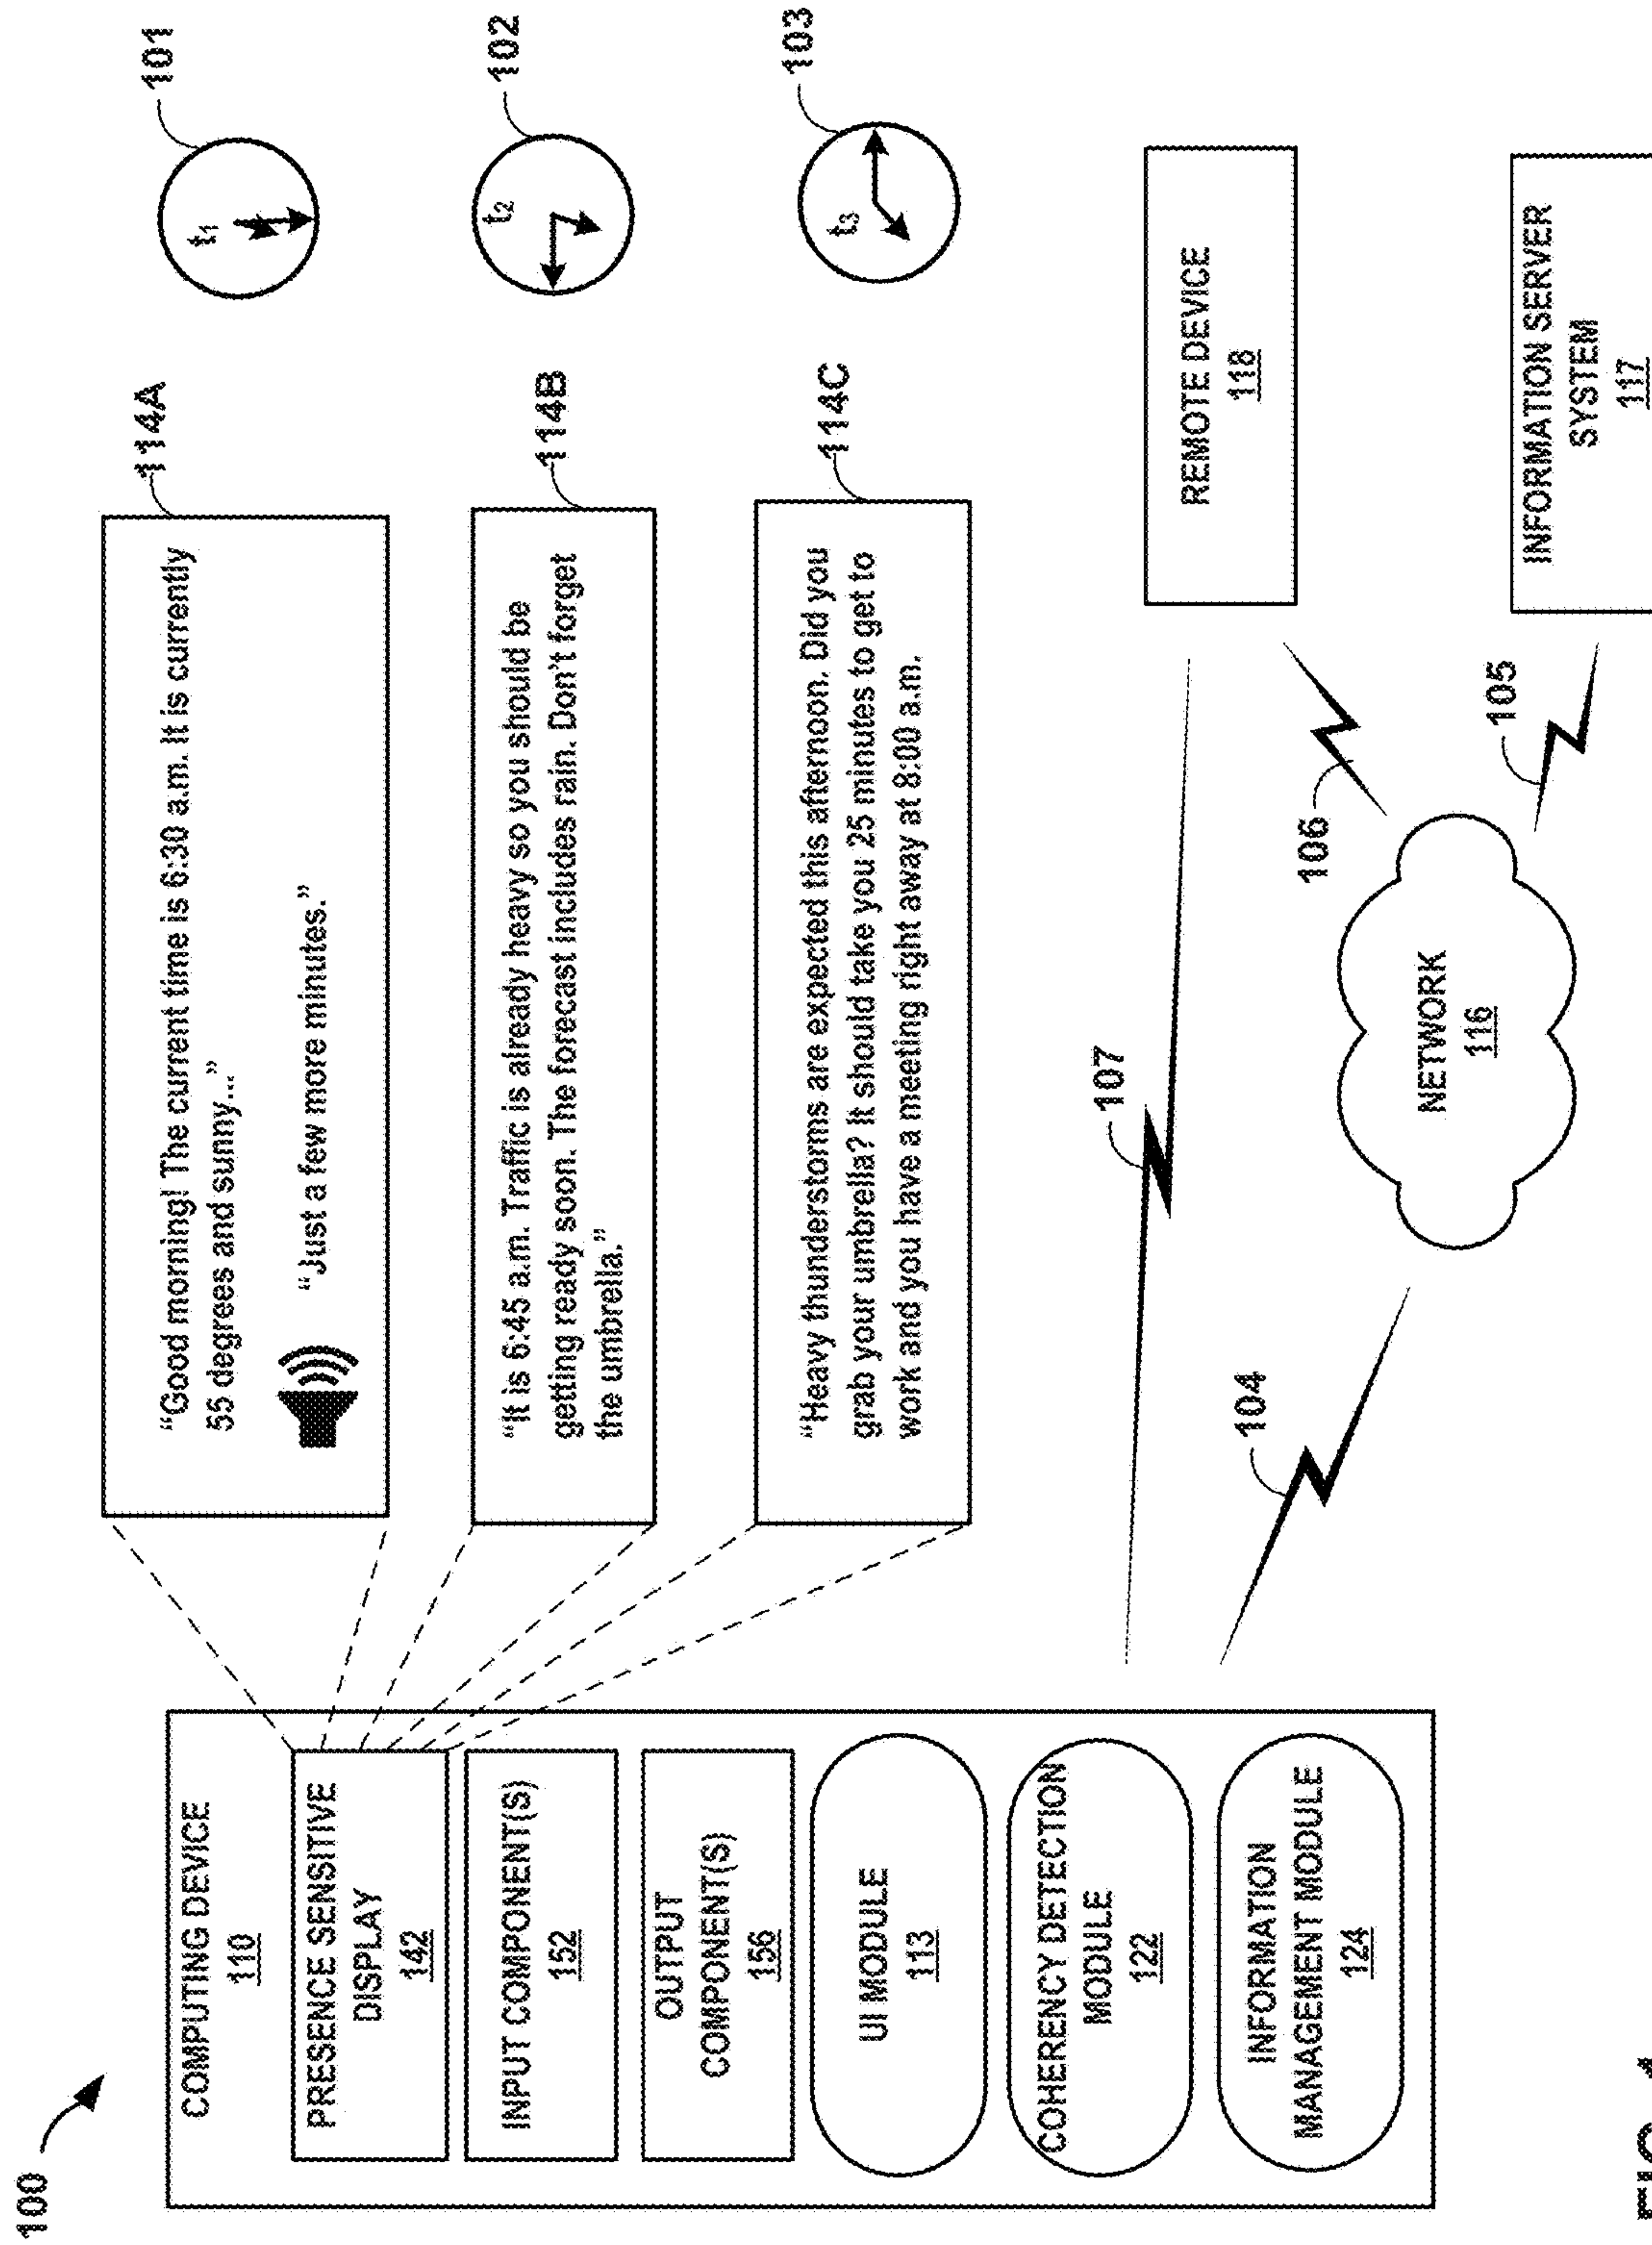 100
COMPUTING DEVICE
110
PRESENCE SENSITIVE
DISPLAY
142
INPUT COMPONENT(S)
152
OUTPUT
COMPONENT(S)
156
UI MODULE
113
COHERENCY DETECTION
MODULE
122
INFORMATION
MANAGEMENT MODULE
124
114A
“Good morning! The current time is 6:30 a.m. It is currently
55 degrees and sunny...”
“Just a few more minutes.”
101
t1
114B
“It is 6:45 a.m. Traffic is already heavy so you should be
getting ready soon. The forecast includes rain. Don’t forget
the umbrella.”
102
t2
114C
“Heavy thunderstorms are expected this afternoon. Did you
grab your umbrella? It should take you 25 minutes to get to
work and you have a meeting right away at 8:00 a.m.
103
t3
107
REMOTE DEVICE
118
104
106
NETWORK
116
105
INFORMATION SERVER
SYSTEM
117